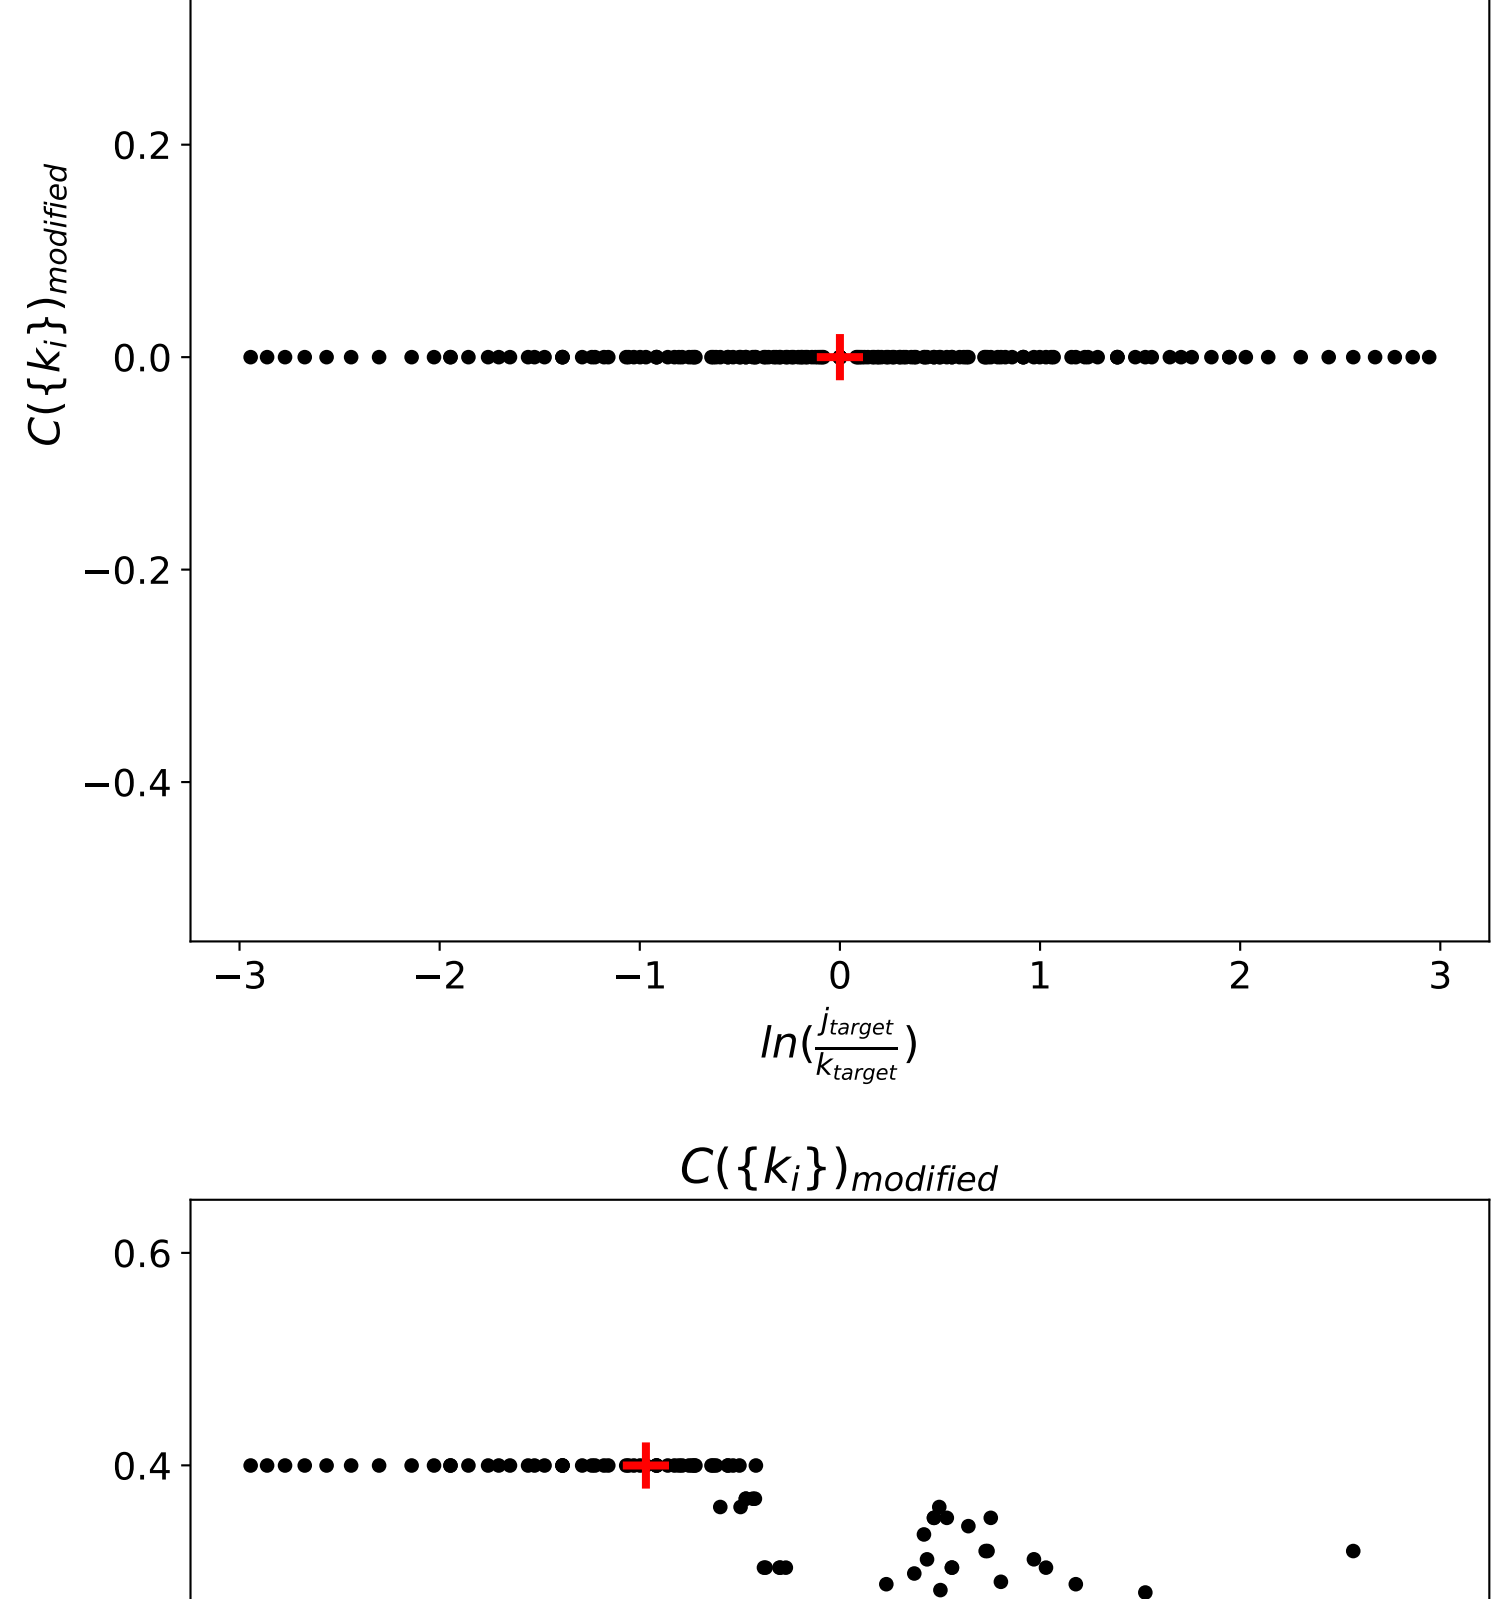 0.2
0.0
−0.2
−0.4
C({k_i})_modified
−3 −2 −1 0 1 2 3
ln(j_target/k_target)
C({k_i})_modified
0.6
0.4